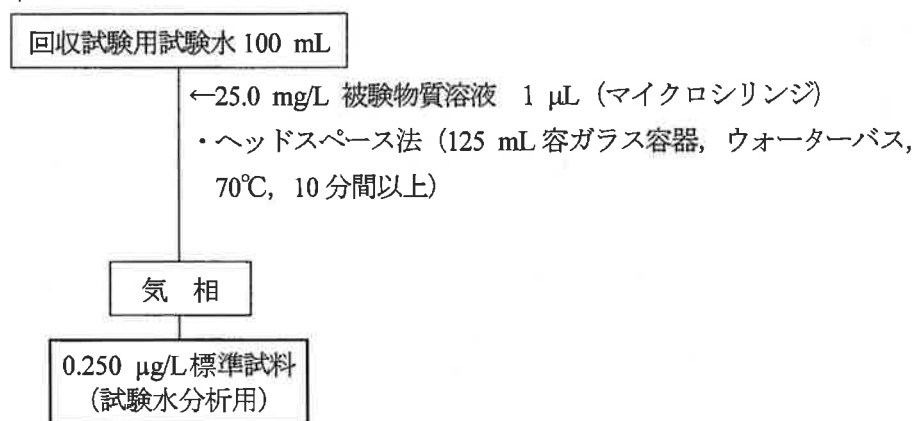 回収試験用試験水 100 mL
←25.0 mg/L 被験物質溶液 1 μL（マイクロシリンジ）
・ヘッドスペース法（125 mL 容ガラス容器，ウォーターバス，
70℃，10 分間以上）
気 相
0.250 μg/L標準試料
（試験水分析用）